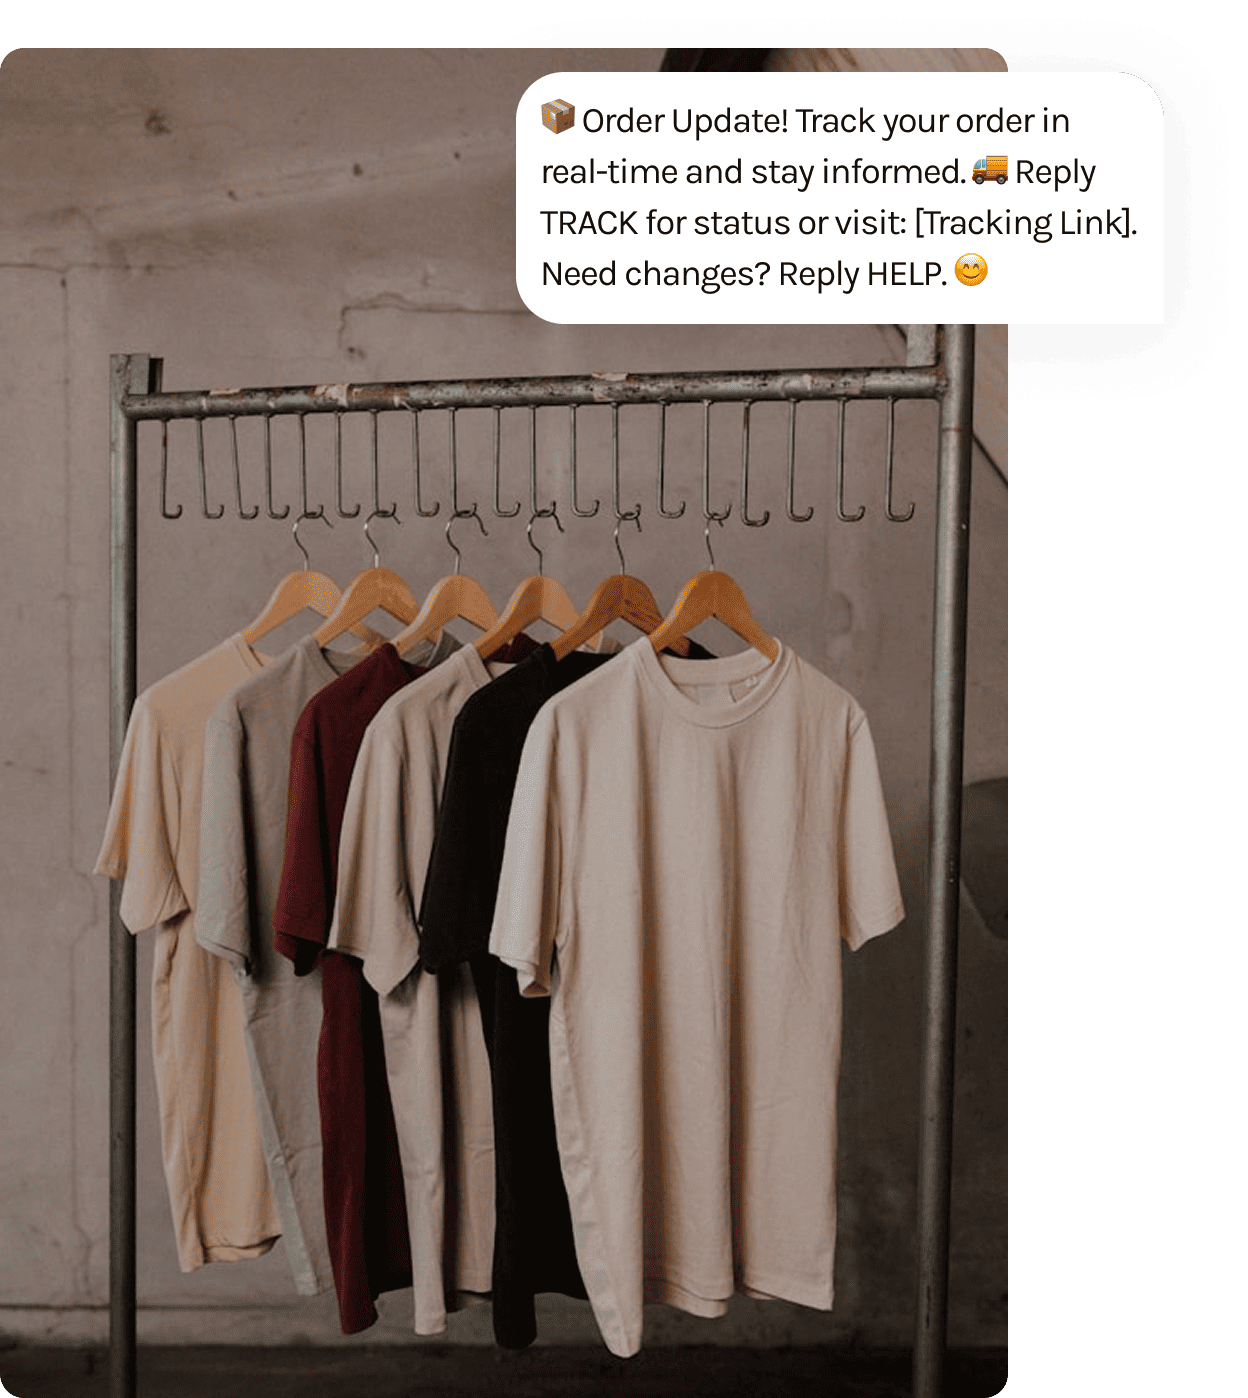 📦 Order Update! Track your order in
real-time and stay informed. 🚚 Reply
TRACK for status or visit: [Tracking Link].
Need changes? Reply HELP. 😊